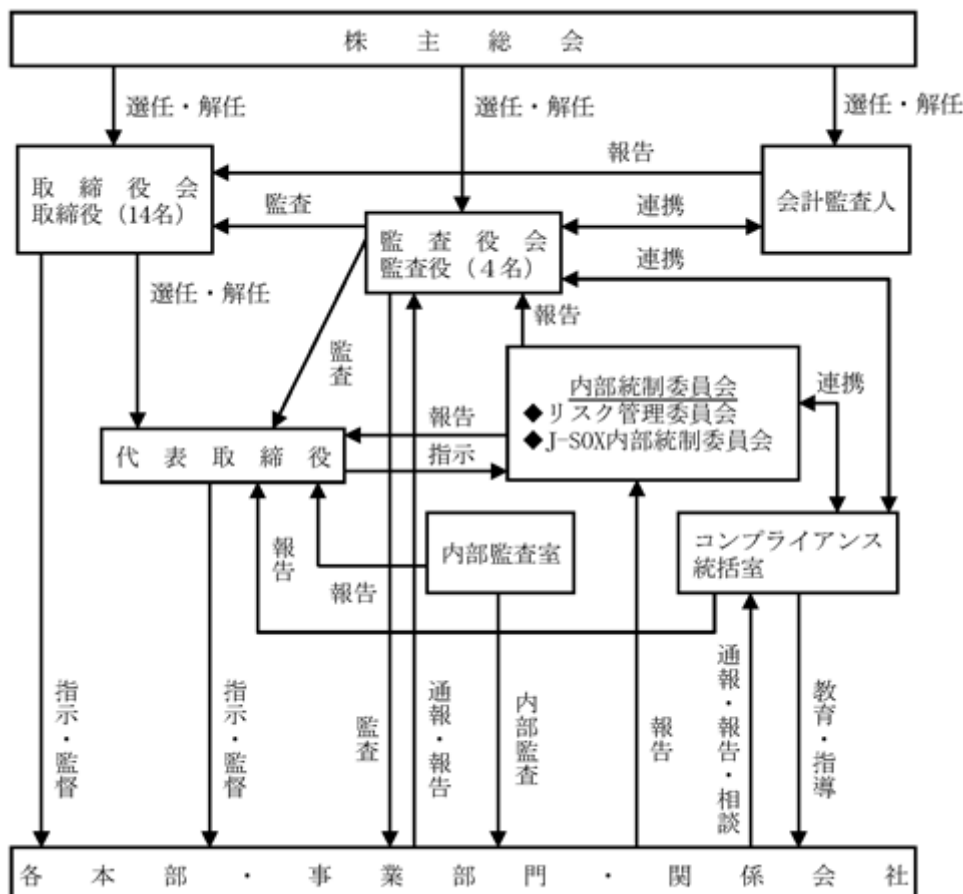 株主総会
選任・解任
選任・解任
選任・解任
取締役会
取締役（14名）
報告
会計監査人
監査
監査役会
監査役（４名）
連携
連携
選任・解任
報告
監査
内部統制委員会
◆リスク管理委員会
◆J-SOX内部統制委員会
連携
報告
代表取締役
指示
内部監査室
コンプライアンス
統括室
報告
報告
指示・監督
指示・監督
監査
通報・報告
内部監査
報告
通報・報告・相談
教育・指導
各本部・事業部門・関係会社